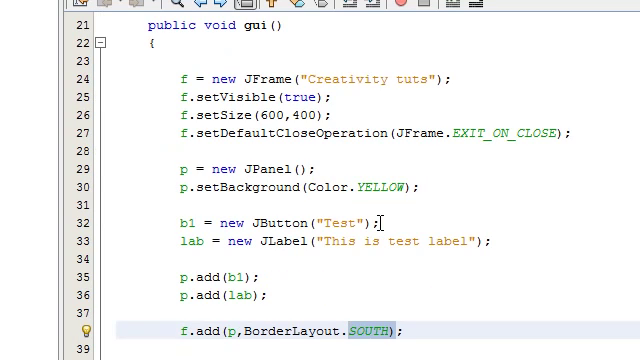 21 public void gui()
22 {
23
24 f = new JFrame("Creativity tuts");
25 f.setVisible(true);
26 f.setSize(600,400);
27 f.setDefaultCloseOperation(JFrame.EXIT_ON_CLOSE);
28
29 p = new JPanel();
30 p.setBackground(Color.YELLOW);
31
32 b1 = new JButton("Test");
33 lab = new JLabel("This is test label");
34
35 p.add(b1);
36 p.add(lab);
37
f.add(p,BorderLayout.SOUTH);
39